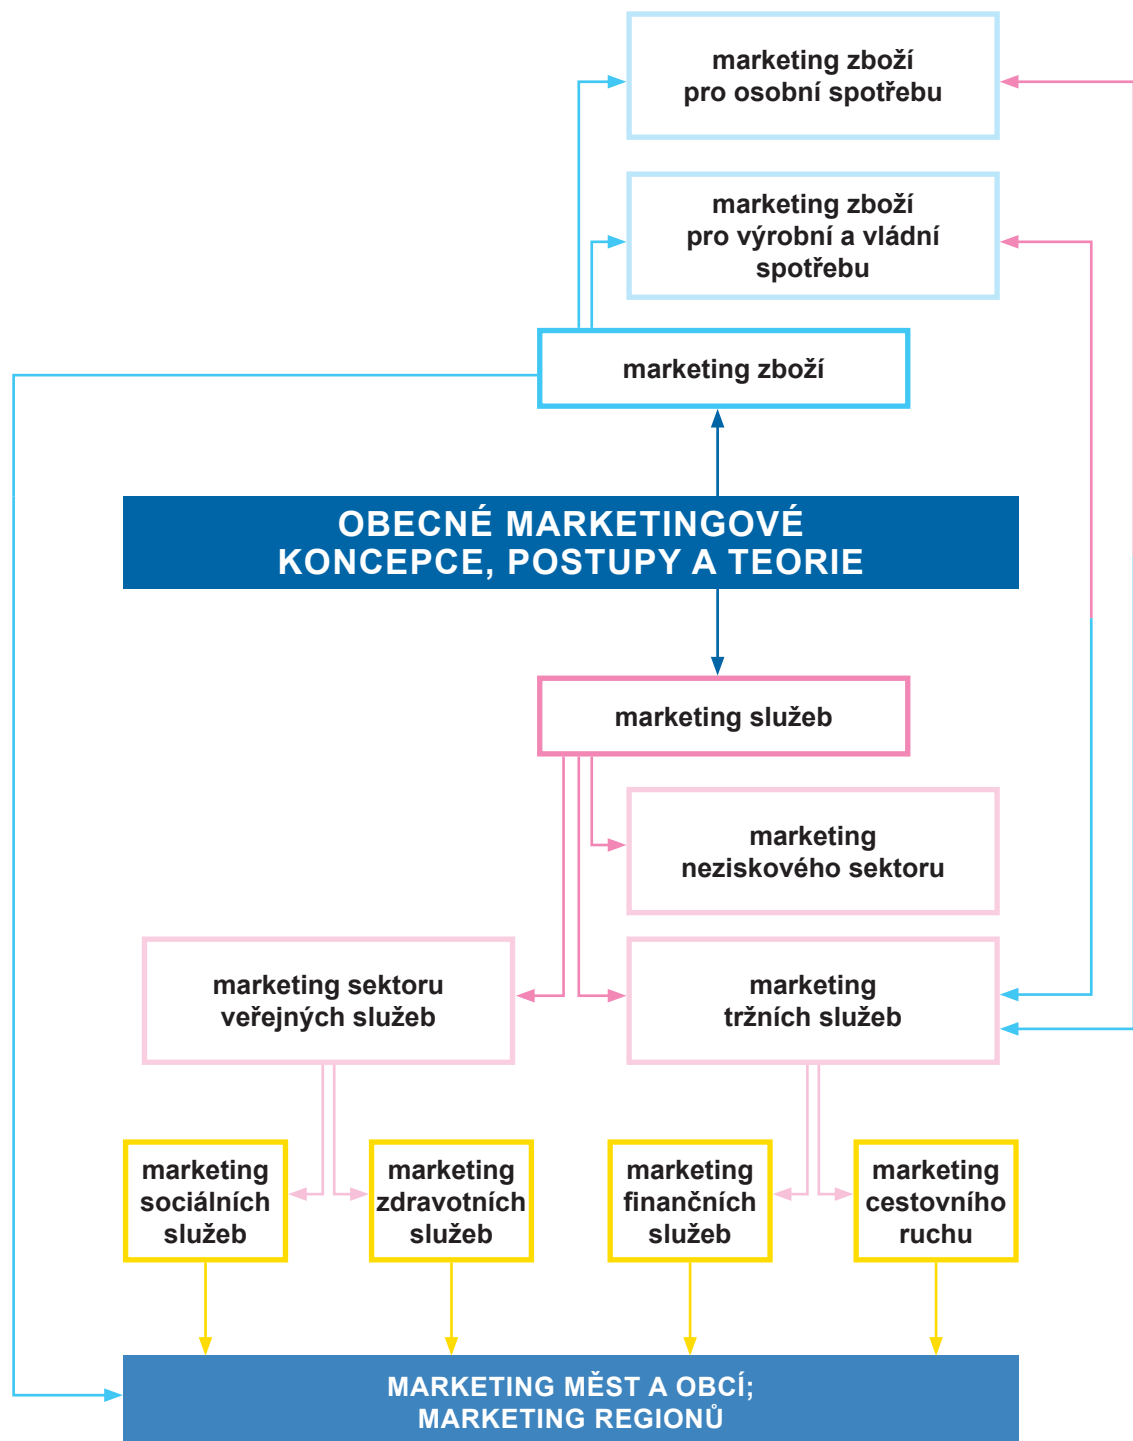 marketing zboží
pro osobní spotřebu
marketing zboží
pro výrobní a vládní
spotřebu
marketing zboží
OBECNÉ MARKETINGOVÉ
KONCEPCE, POSTUPY A TEORIE
marketing služeb
marketing
neziskového sektoru
marketing sektoru
veřejných služeb
marketing
tržních služeb
marketing
sociálních
služeb
marketing
zdravotních
služeb
marketing
finančních
služeb
marketing
cestovního
ruchu
MARKETING MĚST A OBCÍ;
MARKETING REGIONŮ